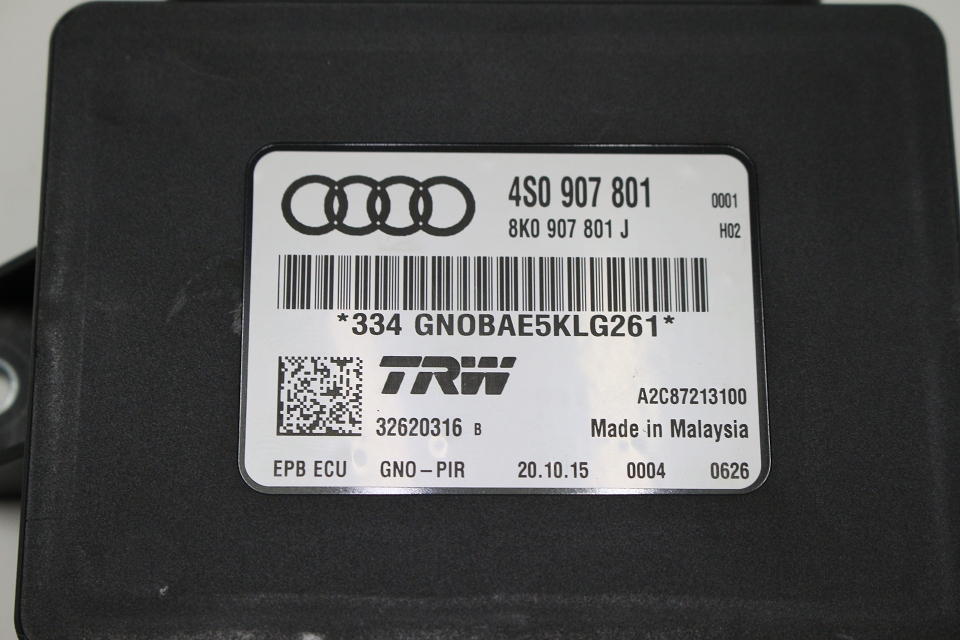 4S0 907 801 0001
8K0 907 801 J H02
*334 GN0BAE5KLG261*
TRW
A2C87213100
32620316 B Made in Malaysia
EPB ECU GNO-PIR 20.10.15 0004 0626